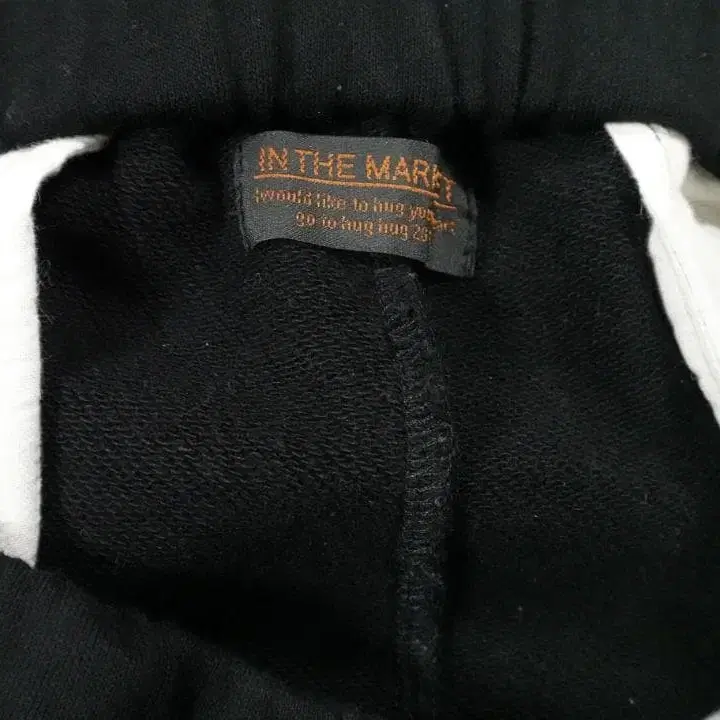 IN THE MARKET
I would like to hug you
go to hug hug